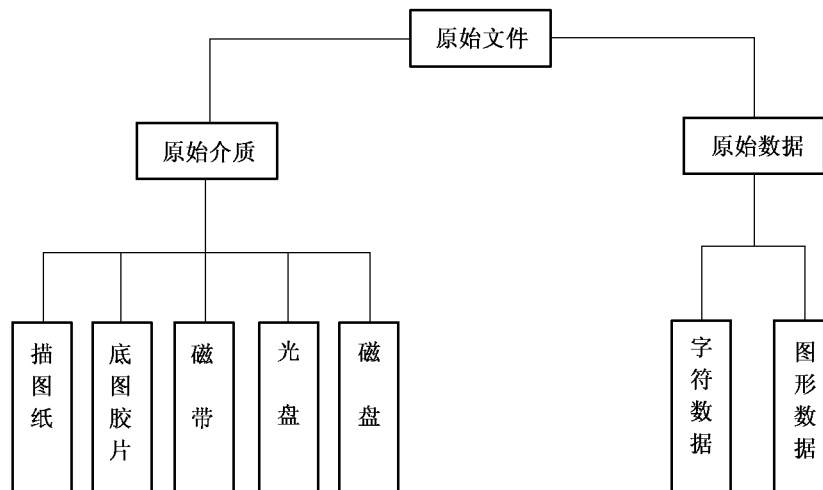 原始文件
原始介质
原始数据
描图纸
底图胶片
磁带
光盘
磁盘
字符数据
图形数据